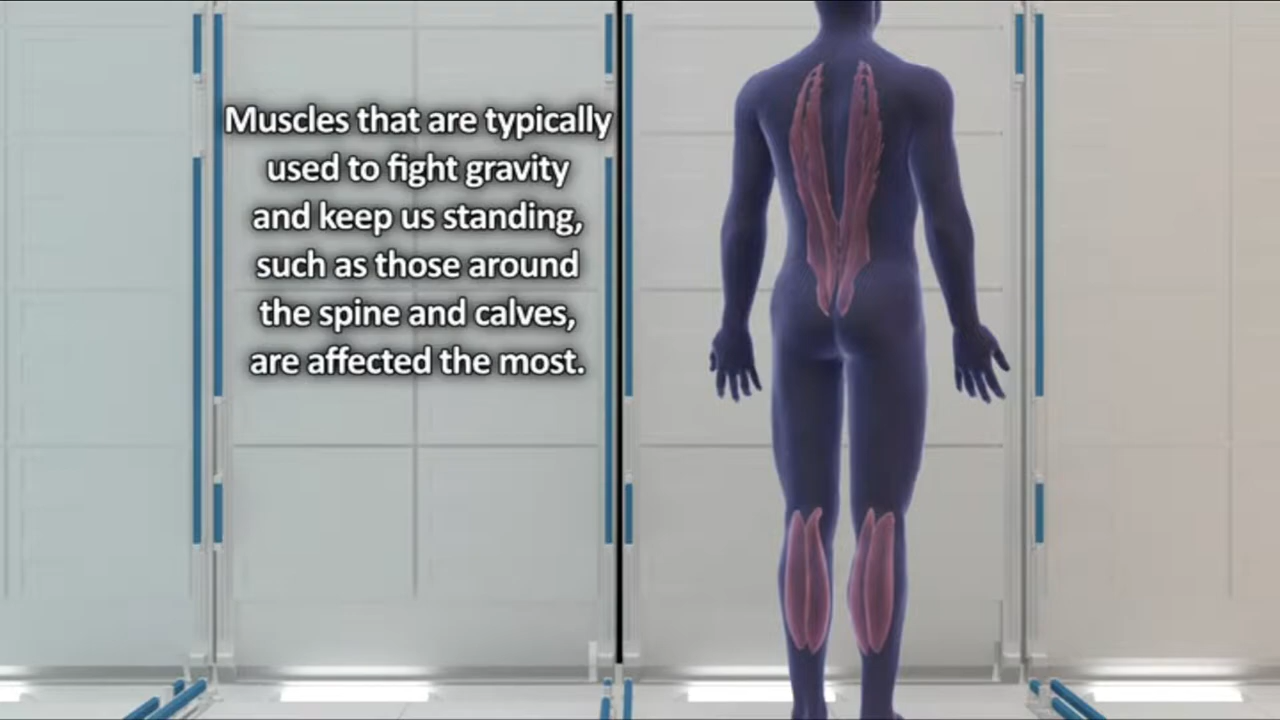 Muscles that are typically
used to fight gravity
and keep us standing,
such as those around
the spine and calves,
are affected the most.